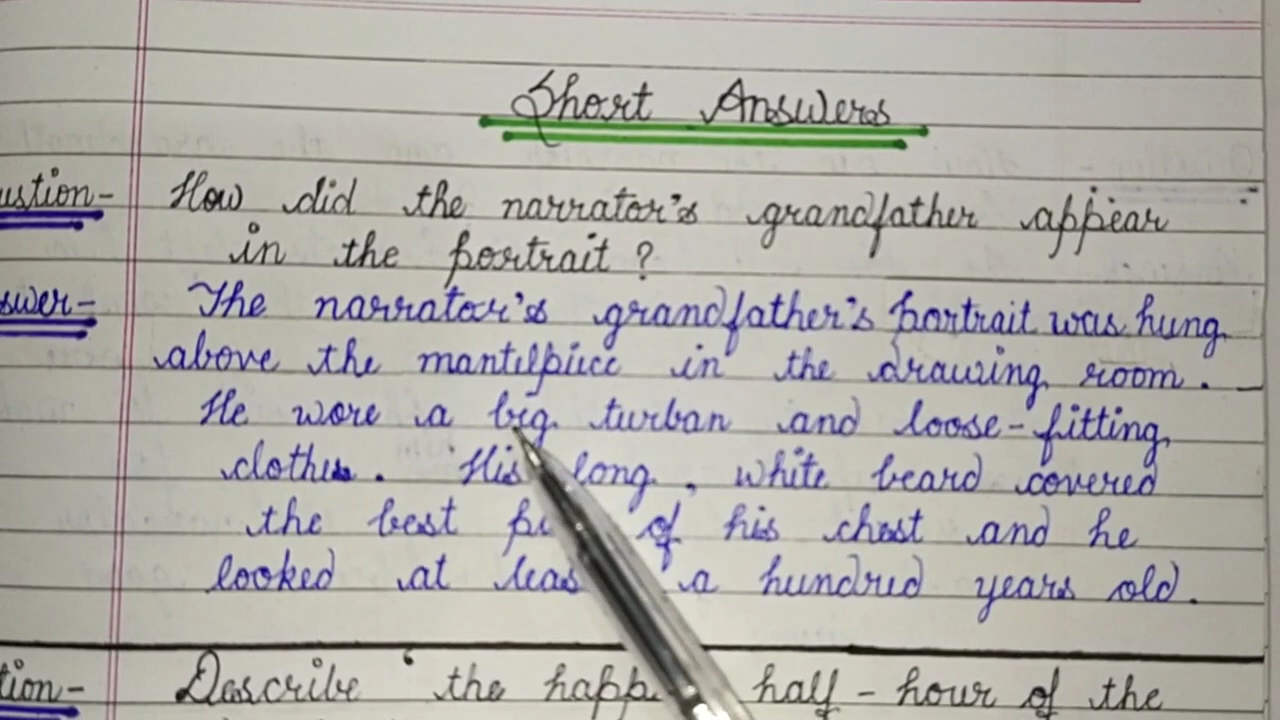 Short Answers
ustion- How did the narrator's grandfather appear
in the portrait ?
swer- The narrator's grandfather's portrait was hung
above the mantelpiece in the drawing room.
He wore a big turban and loose-fitting
clothes. His long, white beard covered
the best of his chest and he
looked at a hundred years old.
tion- Describe the half-hour of the